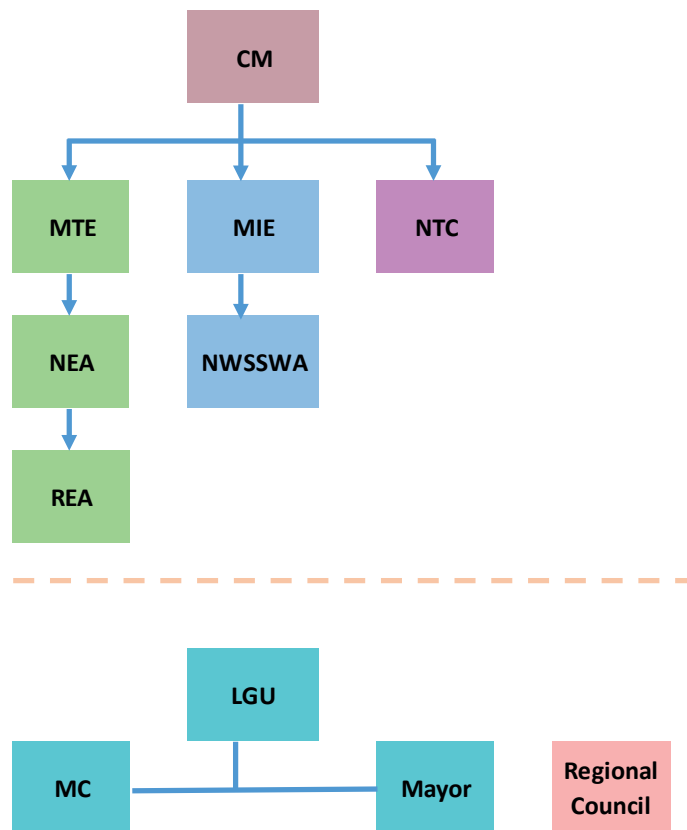 CM
MTE
MIE
NTC
NEA
NWSSWA
REA
LGU
MC
Mayor
Regional
Council